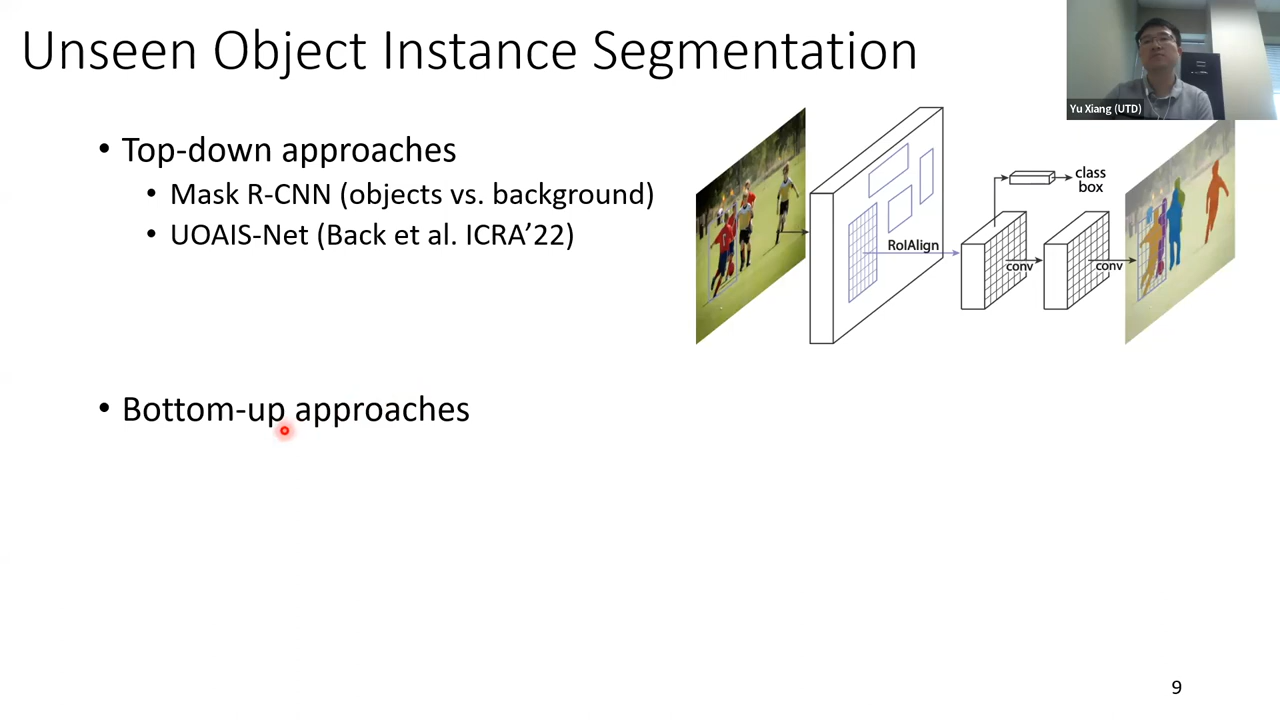 Unseen Object Instance Segmentation
Yu Xiang (UTD)
• Top-down approaches
• Mask R-CNN (objects vs. background)
• UOAIS-Net (Back et al. ICRA’22)
RoIAlign
conv
conv
class
box
• Bottom-up approaches
9